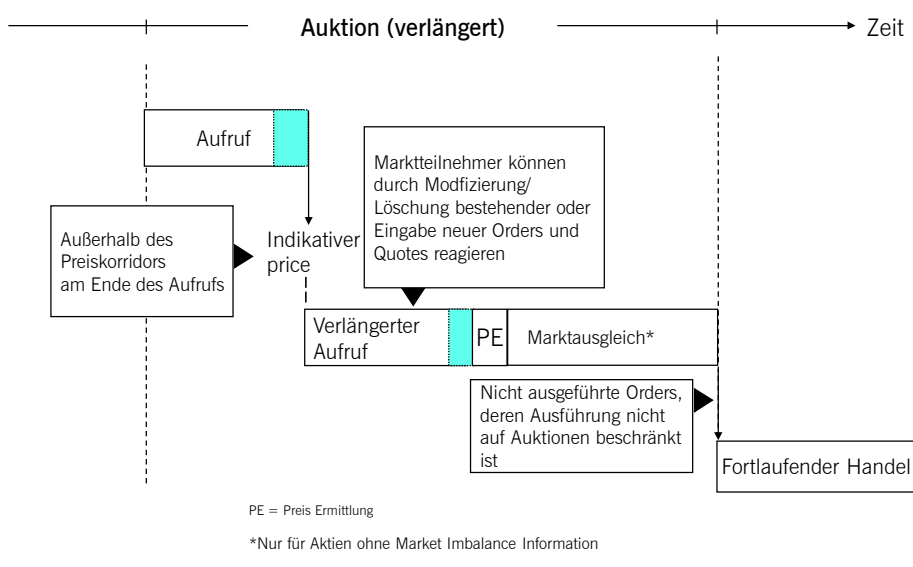 Auktion (verlängert)
Zeit
Aufruf
Marktteilnehmer können
durch Modfizierung/
Löschung bestehender oder
Eingabe neuer Orders und
Quotes reagieren
Außerhalb des
Preiskorridors
am Ende des Aufrufs
Indikativer
price
Verlängerter
Aufruf
PE
Marktausgleich*
Nicht ausgeführte Orders,
deren Ausführung nicht
auf Auktionen beschränkt
ist
Fortlaufender Handel
PE = Preis Ermittlung
*Nur für Aktien ohne Market Imbalance Information